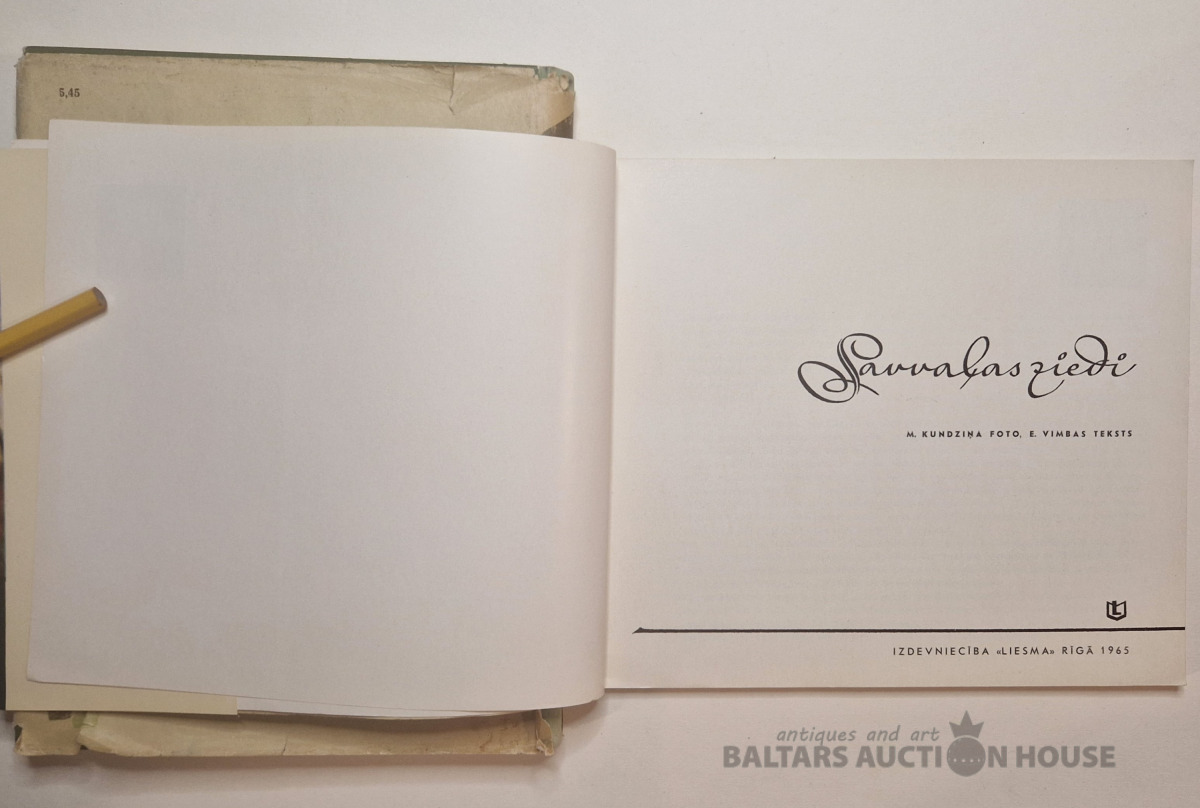 5,45
Savvaļas ziedi
M. KUNDZIŅA FOTO, E. VIMBAS TEKSTS
L
IZDEVNIECĪBA «LIESMA» RĪGĀ 1965
antiques and art
BALTARS AUCTION HOUSE